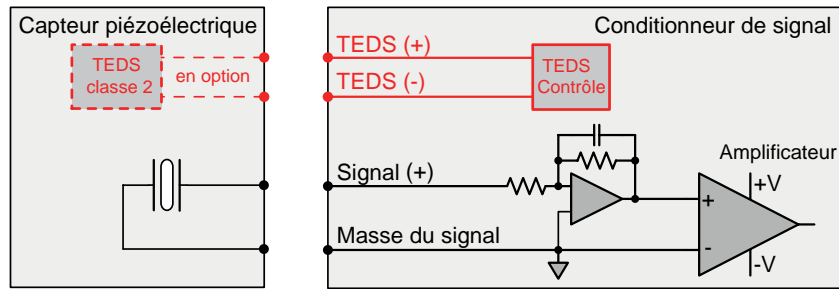 Capteur piézoélectrique
TEDS
classe 2
en option
Conditionneur de signal
TEDS (+)
TEDS (-)
TEDS
Contrôle
Signal (+)
Masse du signal
Amplificateur
+V
+
-
-V